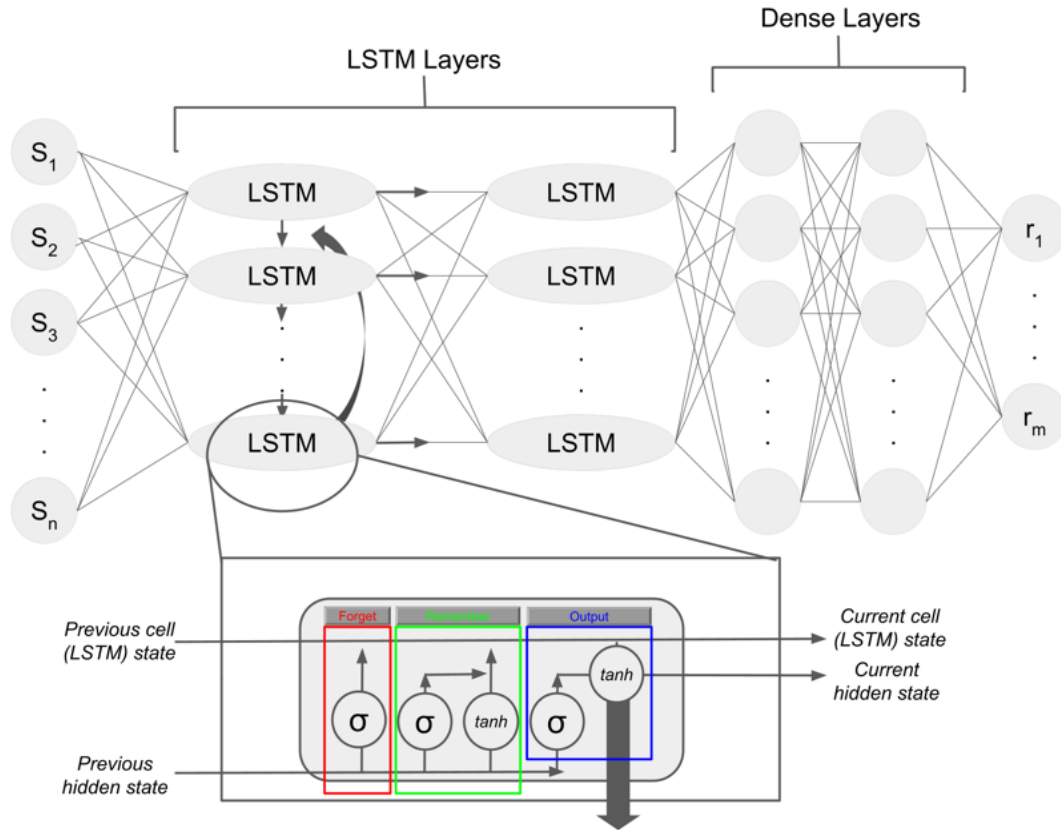 Dense Layers
LSTM Layers
S1
S2
S3
Sn
LSTM
LSTM
LSTM
LSTM
LSTM
LSTM
r1
rm
Forget
Output
Previous cell
(LSTM) state
Current cell
(LSTM) state
Current
hidden state
σ
σ
tanh
σ
tanh
Previous
hidden state